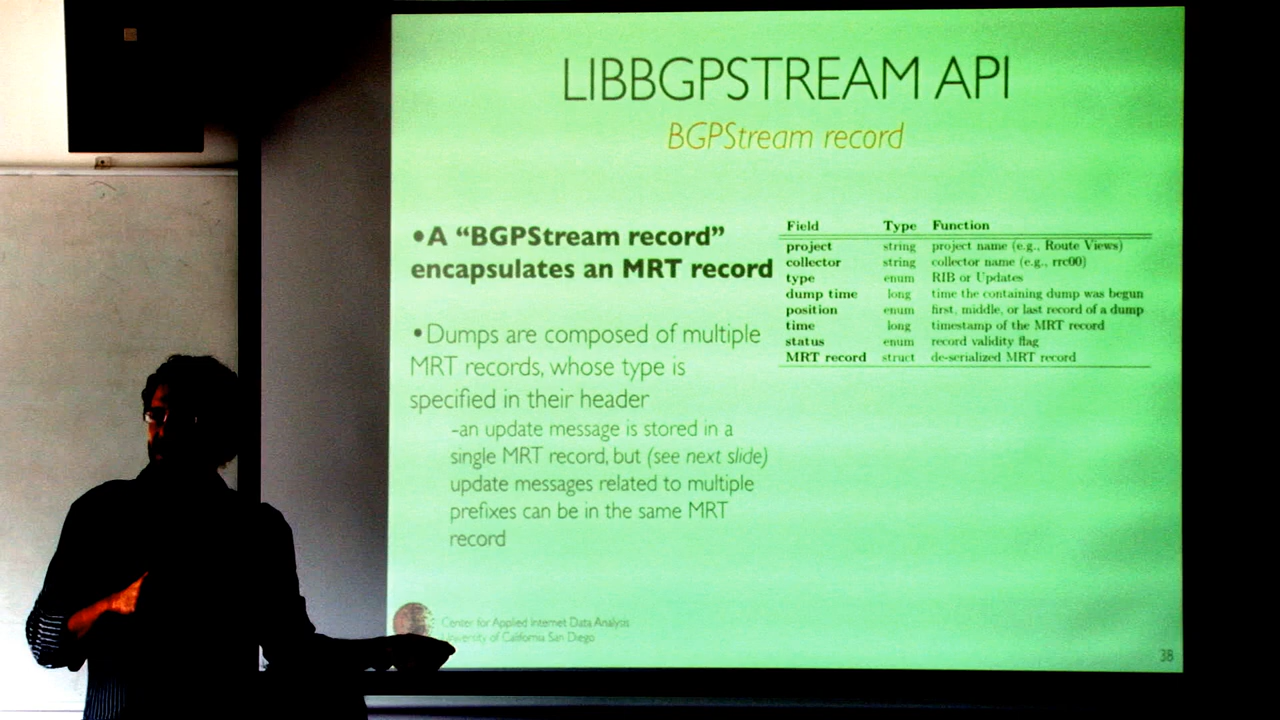 LIBBGPSTREAM API
BGPStream record
•A “BGPStream record”
encapsulates an MRT record
•Dumps are composed of multiple
MRT records, whose type is
specified in their header
-an update message is stored in a
single MRT record, but (see next slide)
update messages related to multiple
prefixes can be in the same MRT
record
Field Type Function
project string project name (e.g., Route Views)
collector string collector name (e.g., rrc00)
type enum RIB or Updates
dump time long time the containing dump was begun
position enum first, middle, or last record of a dump
time long timestamp of the MRT record
status enum record validity flag
MRT record struct de-serialized MRT record
Center for Applied Internet Data Analysis
University of California San Diego
38